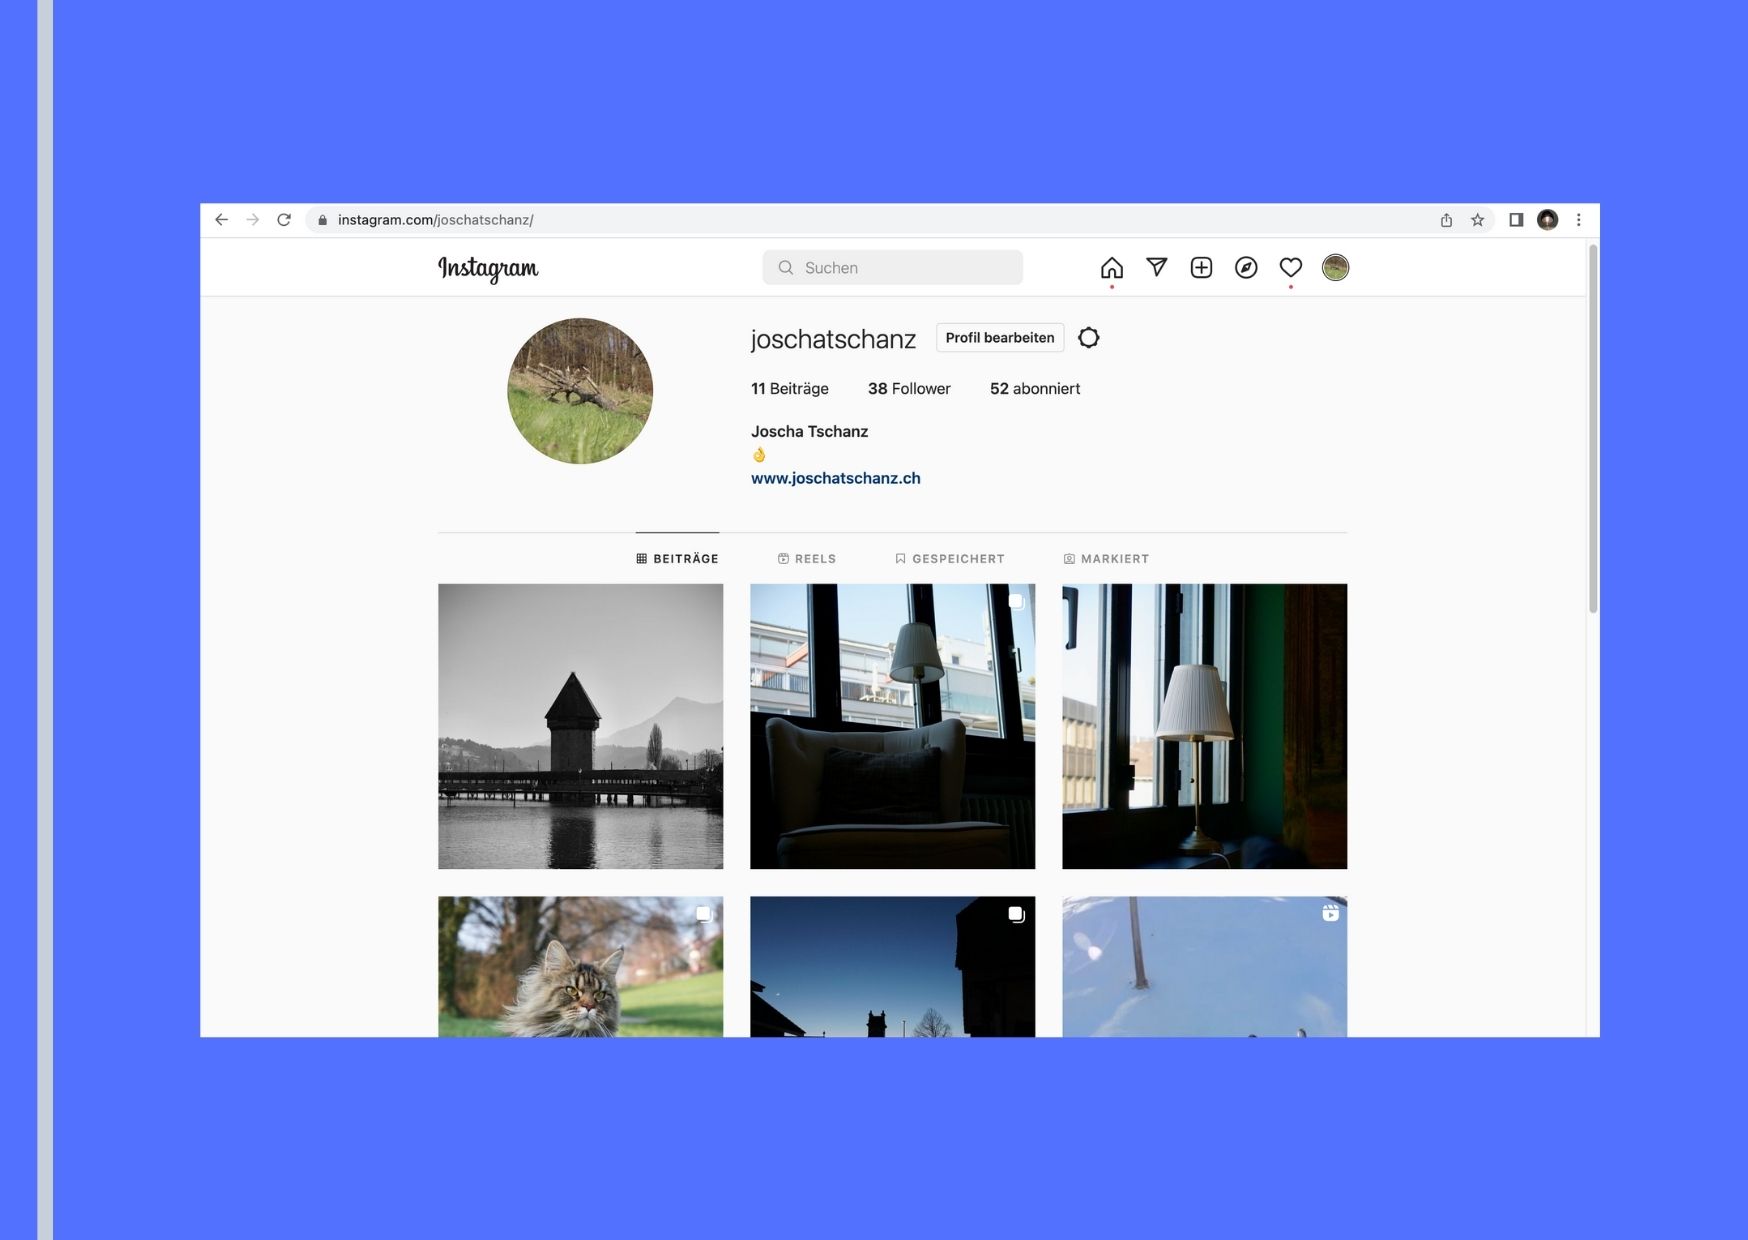 instagram.com/joschatschanz/
Instagram
Suchen
joschatschanz Profil bearbeiten
11 Beiträge 38 Follower 52 abonniert
Joscha Tschanz
👌
www.joschatschanz.ch
BEITRÄGE REELS GESPEICHERT MARKIERT